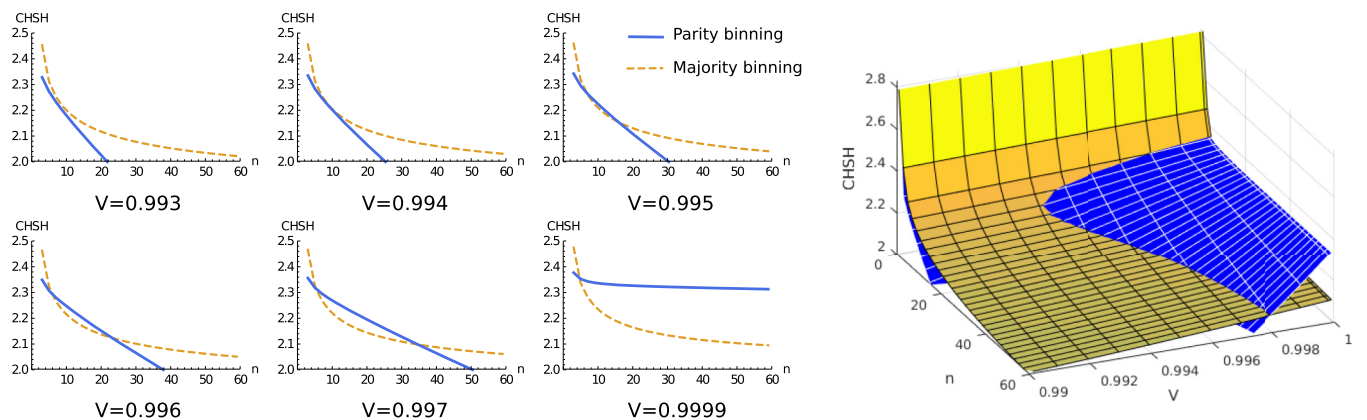 CHSH
2.5
2.4
2.3
2.2
2.1
2.0
10 20 30 40 50 60 n
V=0.993
CHSH
2.5
2.4
2.3
2.2
2.1
2.0
10 20 30 40 50 60 n
V=0.994
CHSH
2.5
2.4
2.3
2.2
2.1
2.0
10 20 30 40 50 60 n
V=0.995
Parity binning
Majority binning
CHSH
2.5
2.4
2.3
2.2
2.1
2.0
10 20 30 40 50 60 n
V=0.996
CHSH
2.5
2.4
2.3
2.2
2.1
2.0
10 20 30 40 50 60 n
V=0.997
CHSH
2.5
2.4
2.3
2.2
2.1
2.0
10 20 30 40 50 60 n
V=0.9999
CHSH
2.8
2.6
2.4
2.2
2
0
20
40
60
n
0.99
0.992
0.994
0.996
0.998
1
V